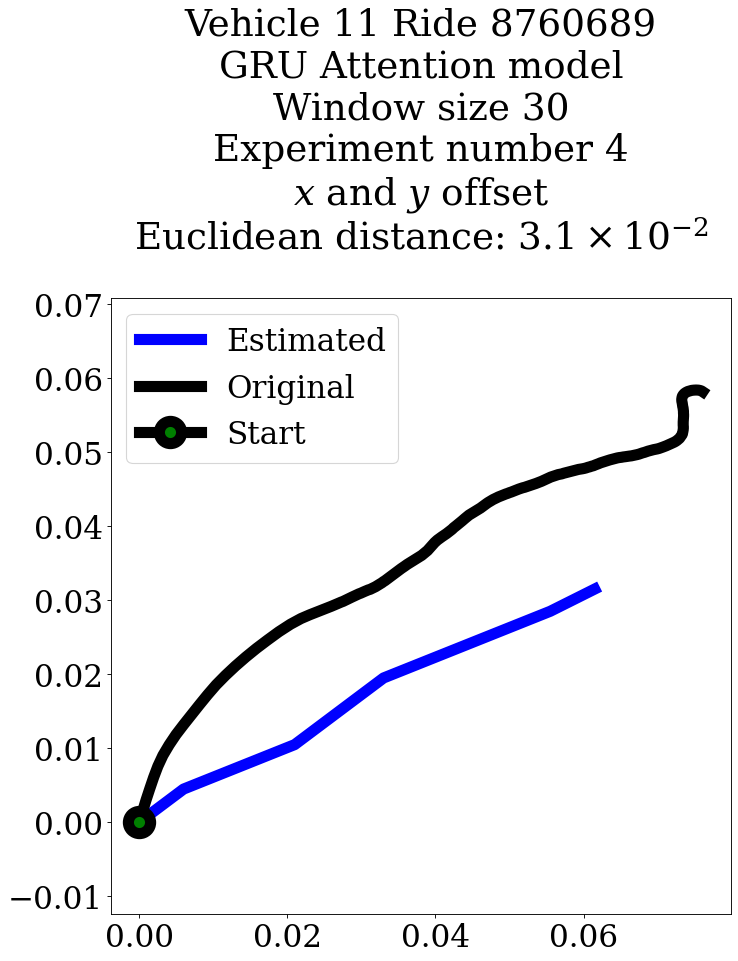 Vehicle 11 Ride 8760689
GRU Attention model
Window size 30
Experiment number 4
x and y offset
Euclidean distance: 3.1 × 10⁻²
0.07
0.06
0.05
0.04
0.03
0.02
0.01
0.00
−0.01
Estimated
Original
Start
0.00 0.02 0.04 0.06